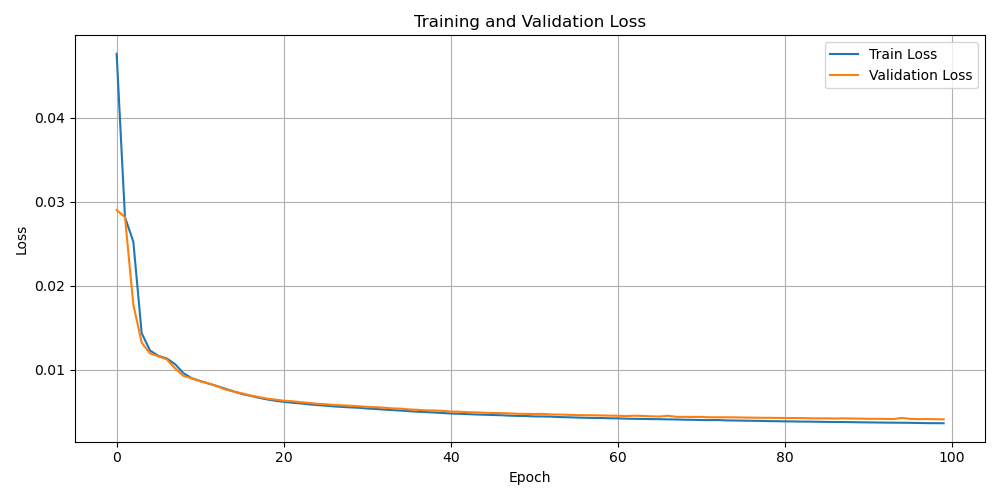 Training and Validation Loss
Train Loss
Validation Loss
0.04
0.03
0.02
0.01
Loss
0
20
40
60
80
100
Epoch